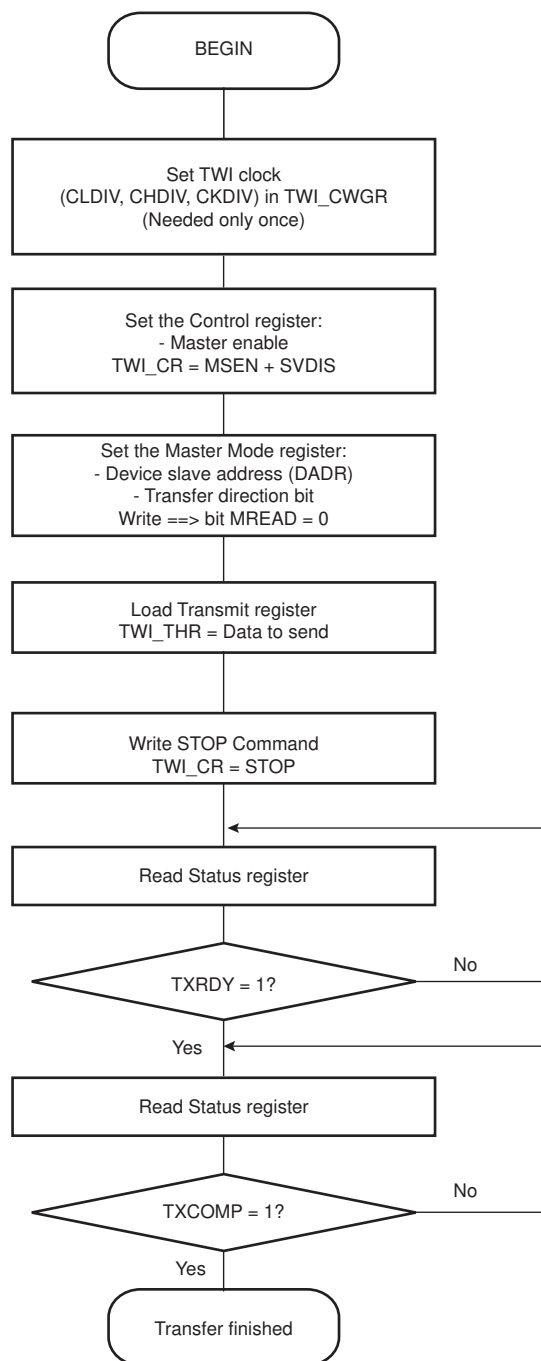 BEGIN
Set TWI clock
(CLDIV, CHDIV, CKDIV) in TWI_CWGR
(Needed only once)
Set the Control register:
- Master enable
TWI_CR = MSEN + SVDIS
Set the Master Mode register:
- Device slave address (DADR)
- Transfer direction bit
Write ==> bit MREAD = 0
Load Transmit register
TWI_THR = Data to send
Write STOP Command
TWI_CR = STOP
Read Status register
TXRDY = 1?
No
Yes
Read Status register
TXCOMP = 1?
No
Yes
Transfer finished